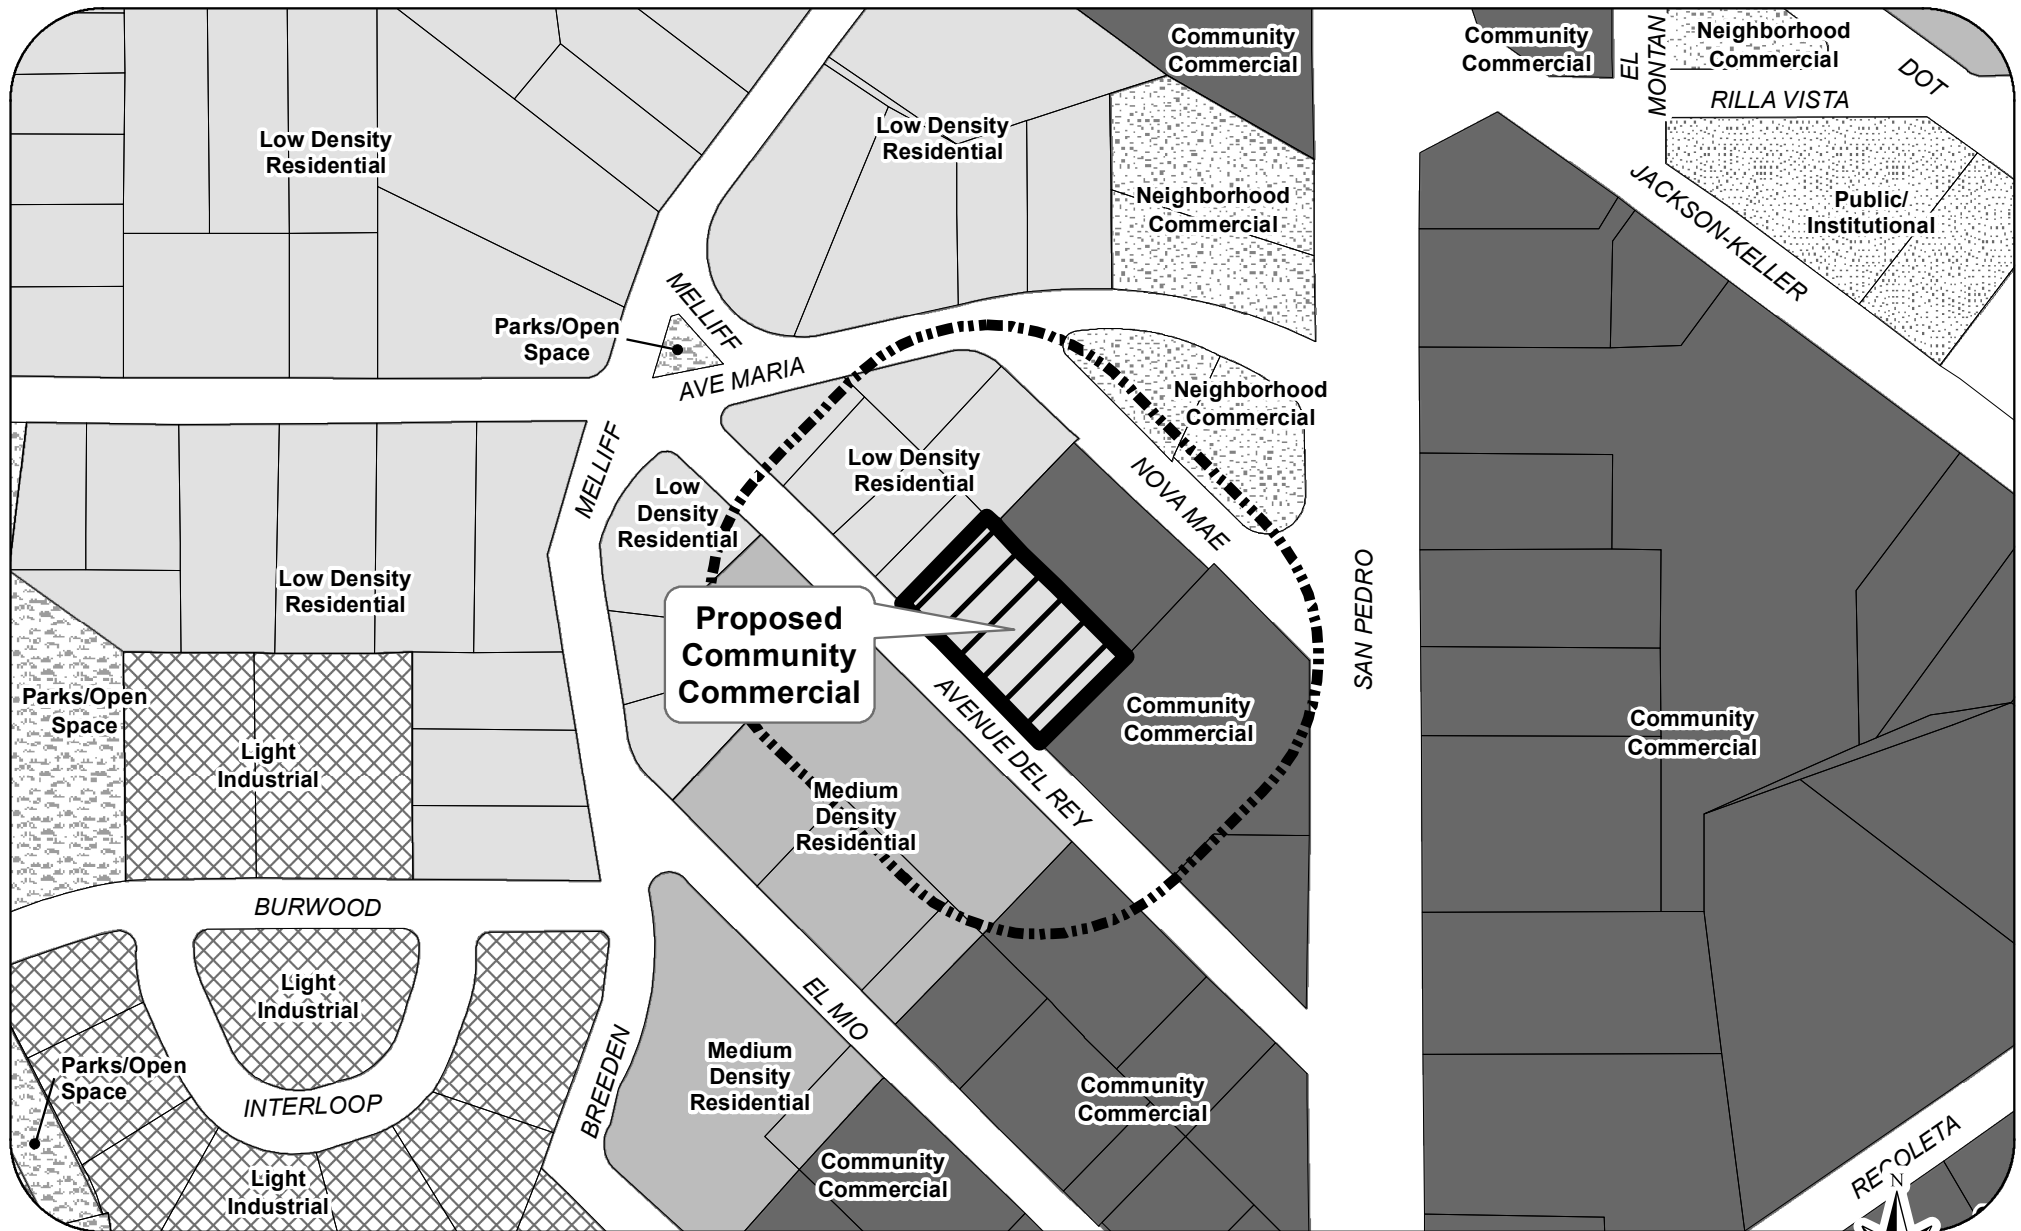 Community
Commercial
Community
Commercial
EL
MONTAN
Neighborhood
Commercial
DOT
RILLA VISTA
Low Density
Residential
Low Density
Residential
Neighborhood
Commercial
JACKSON-KELLER
Public/
Institutional
MELLIFF
Parks/Open
Space
AVE MARIA
Neighborhood
Commercial
MELLIFF
Low Density
Residential
Low
Density
Residential
NOVA MAE
SAN PEDRO
Low Density
Residential
Proposed
Community
Commercial
Parks/Open
Space
Light
Industrial
AVENUE DEL REY
Community
Commercial
Community
Commercial
Medium
Density
Residential
BURWOOD
Light
Industrial
EL MIO
Parks/Open
Space
INTERLOOP
BREEDEN
Medium
Density
Residential
Community
Commercial
RECOLETA
Light
Industrial
Community
Commercial
N